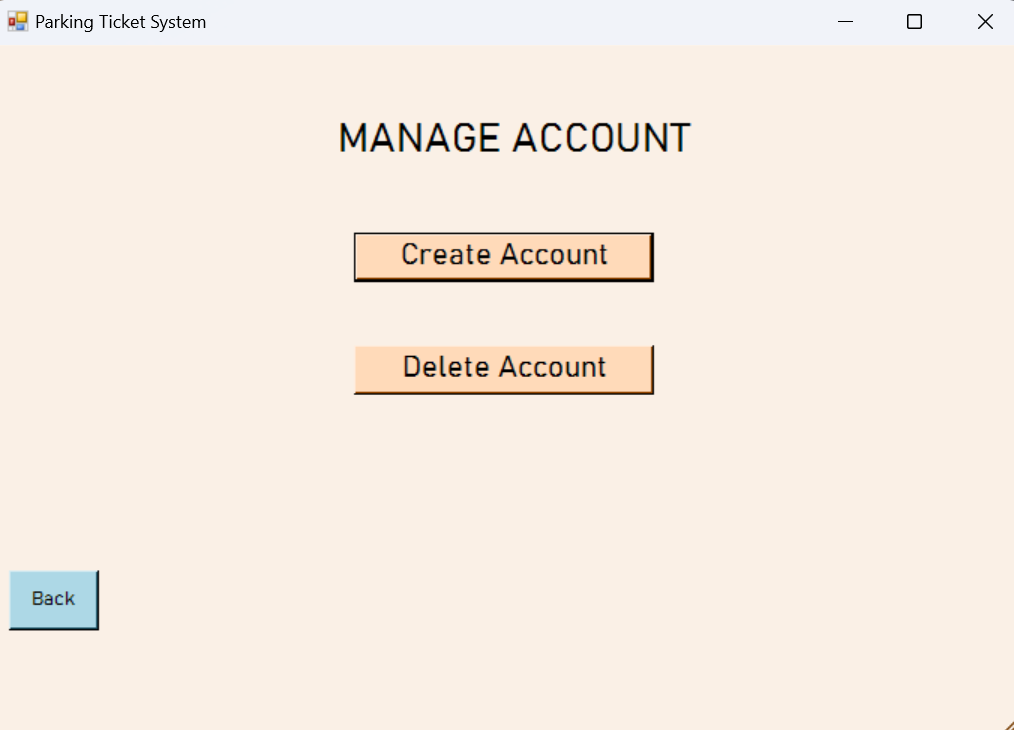 Parking Ticket System
MANAGE ACCOUNT
Create Account
Delete Account
Back